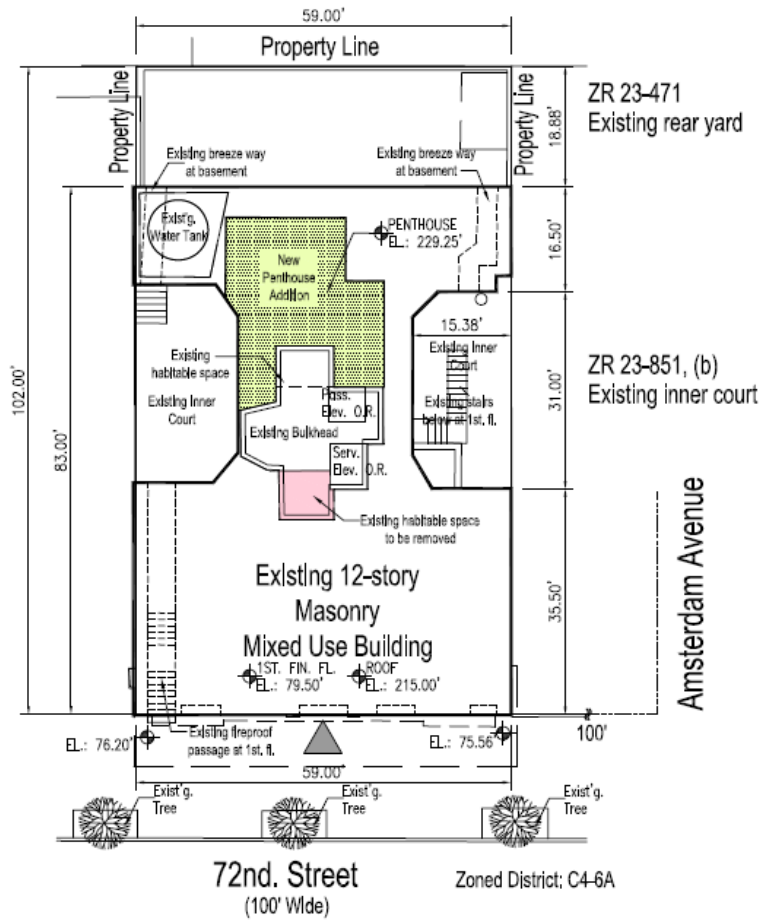 59.00'
Property Line
Property Line
Property Line
18.88'
ZR 23-471
Existing rear yard
Existing breeze way
at basement
Existing breeze way
at basement
Exist'g.
Water Tank
PENTHOUSE
EL.: 229.25'
16.50'
New
Penthouse
Addition
15.38'
Existing
habitable space
Existing Inner
Court
ZR 23-851, (b)
Existing inner court
102.00'
83.00'
31.00'
Existing Inner
Court
Pass.
Elev. O.R.
Existing stairs
below at 1st. fl.
Existing Bulkhead
Serv.
Elev. O.R.
Existing habitable space
to be removed
Amsterdam Avenue
35.50'
Existing 12-story
Masonry
Mixed Use Building
1ST. FIN. FL.
EL.: 79.50'
ROOF
EL.: 215.00'
100'
EL.: 76.20'
Existing fireproof
passage at 1st. fl.
EL.: 75.56'
59.00'
Exist'g.
Tree
Exist'g.
Tree
Exist'g.
Tree
72nd. Street
(100' Wide)
Zoned District: C4-6A